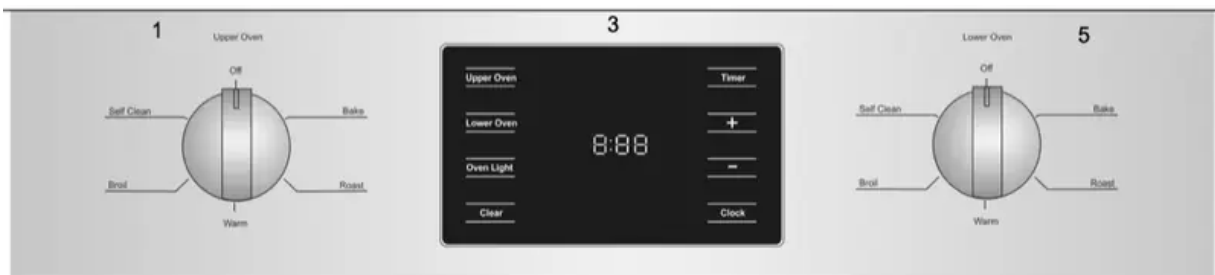 1 Upper Oven 3 Lower Oven 5
Off Off
Upper Oven Timer
Self Clean Bake Lower Oven + Self Clean Bake
8:88
Oven Light −
Broil Roast Broil Roast
Clear Clock
Warm Warm